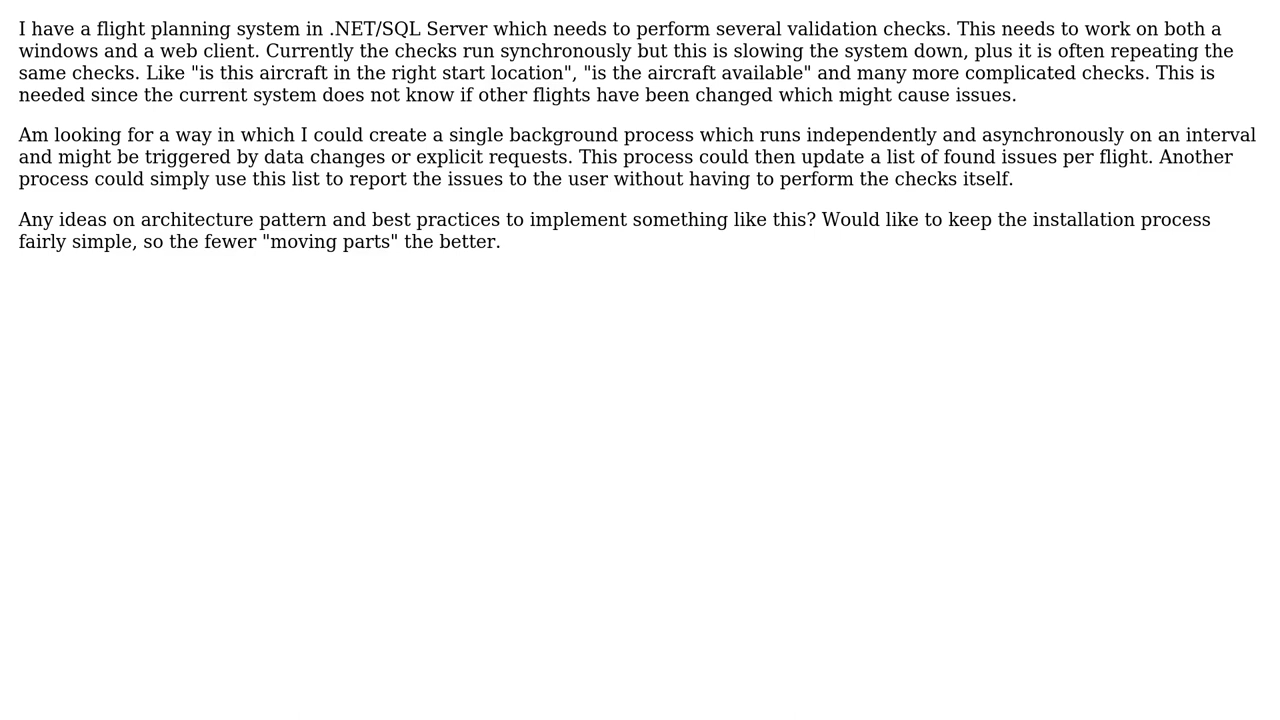 I have a flight planning system in .NET/SQL Server which needs to perform several validation checks. This needs to work on both a
windows and a web client. Currently the checks run synchronously but this is slowing the system down, plus it is often repeating the
same checks. Like "is this aircraft in the right start location", "is the aircraft available" and many more complicated checks. This is
needed since the current system does not know if other flights have been changed which might cause issues.
Am looking for a way in which I could create a single background process which runs independently and asynchronously on an interval
and might be triggered by data changes or explicit requests. This process could then update a list of found issues per flight. Another
process could simply use this list to report the issues to the user without having to perform the checks itself.
Any ideas on architecture pattern and best practices to implement something like this? Would like to keep the installation process
fairly simple, so the fewer "moving parts" the better.